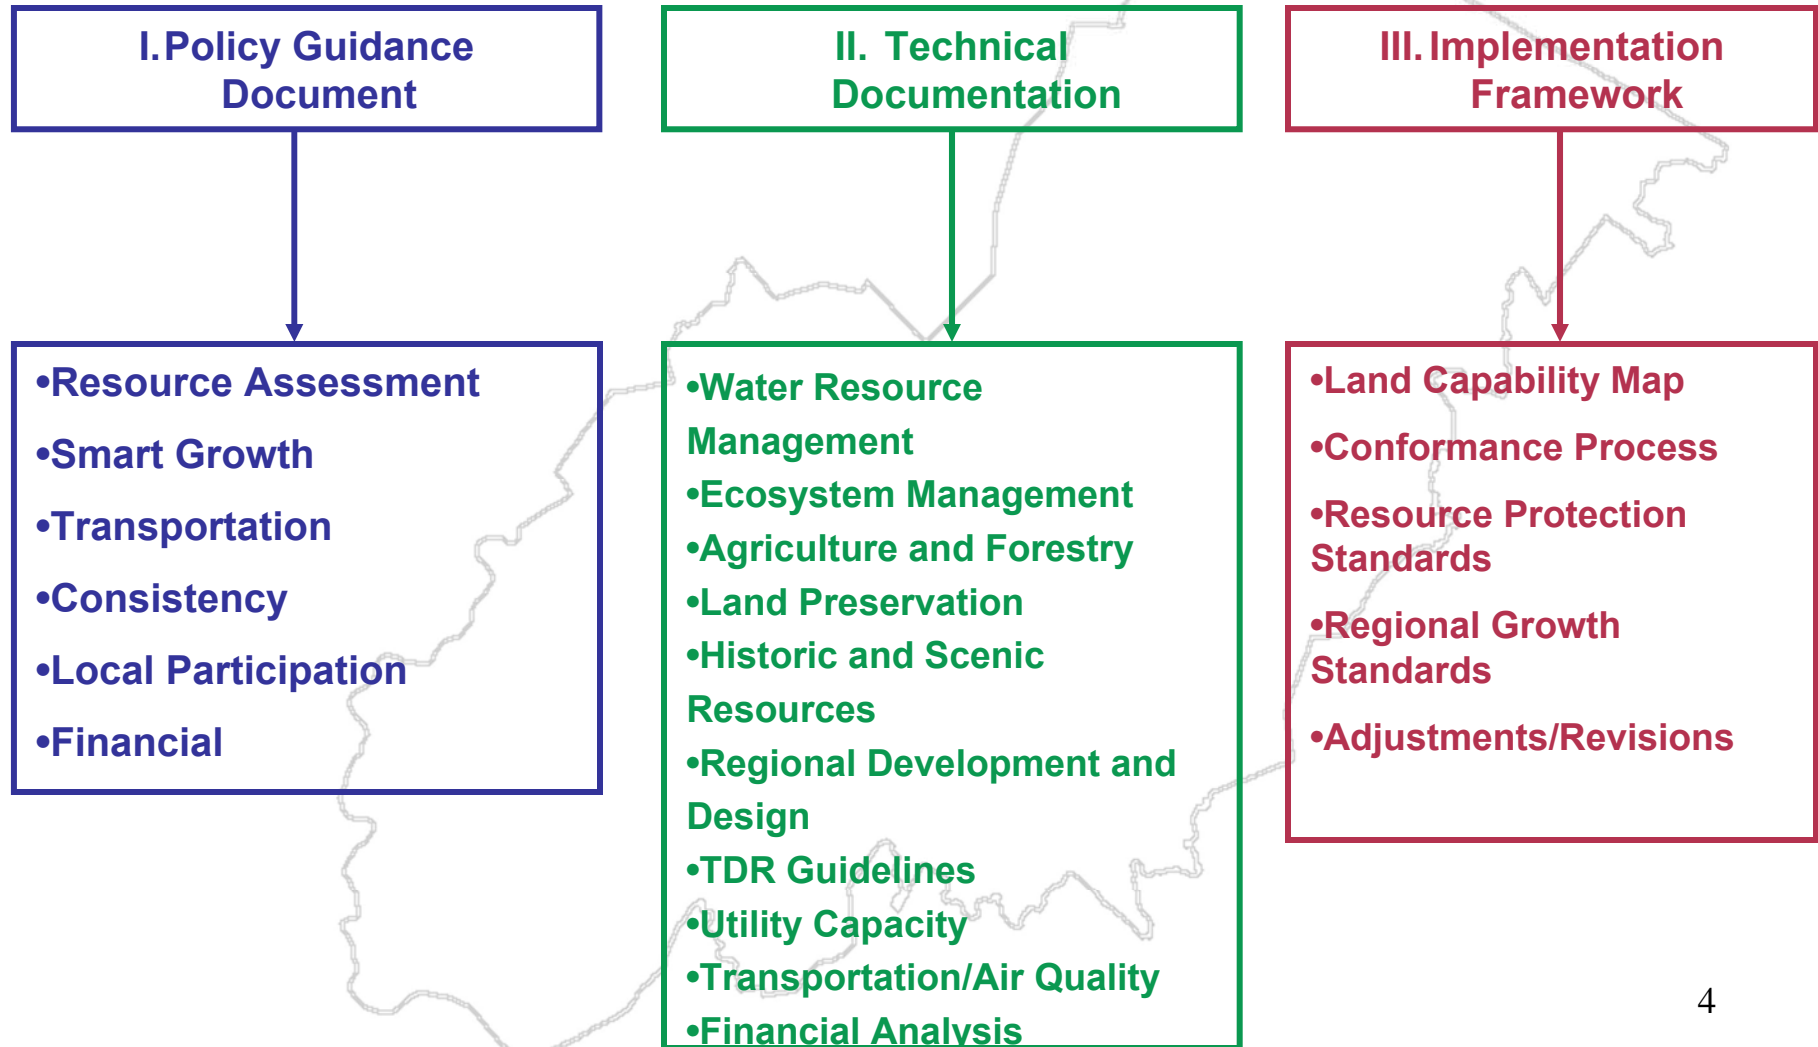 I. Policy Guidance
Document
•Resource Assessment
•Smart Growth
•Transportation
•Consistency
•Local Participation
•Financial
II. Technical
Documentation
•Water Resource
Management
•Ecosystem Management
•Agriculture and Forestry
•Land Preservation
•Historic and Scenic
Resources
•Regional Development and
Design
•TDR Guidelines
•Utility Capacity
•Transportation/Air Quality
•Financial Analysis
III. Implementation
Framework
•Land Capability Map
•Conformance Process
•Resource Protection
Standards
•Regional Growth
Standards
•Adjustments/Revisions
4